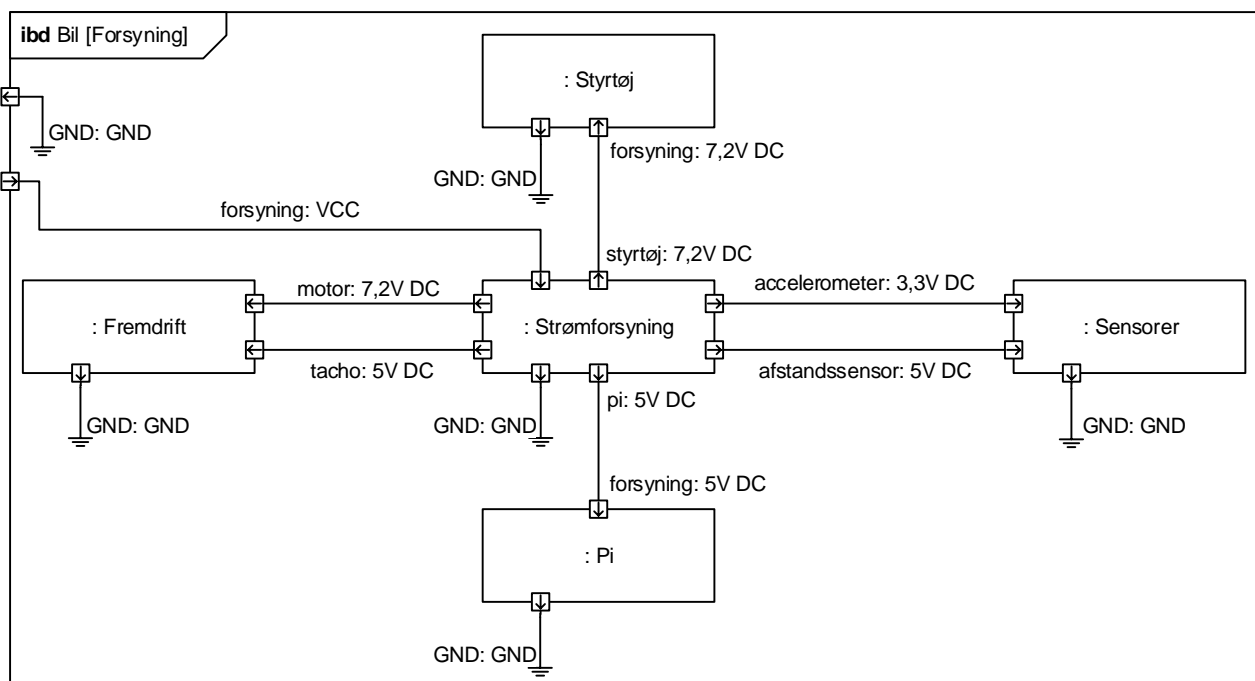 ibd Bil [Forsyning]
: Styrtøj
GND: GND
forsyning: 7,2V DC
GND: GND
forsyning: VCC
styrtøj: 7,2V DC
motor: 7,2V DC
accelerometer: 3,3V DC
: Fremdrift
: Strømforsyning
: Sensorer
tacho: 5V DC
afstandssensor: 5V DC
pi: 5V DC
GND: GND
GND: GND
GND: GND
forsyning: 5V DC
: Pi
GND: GND